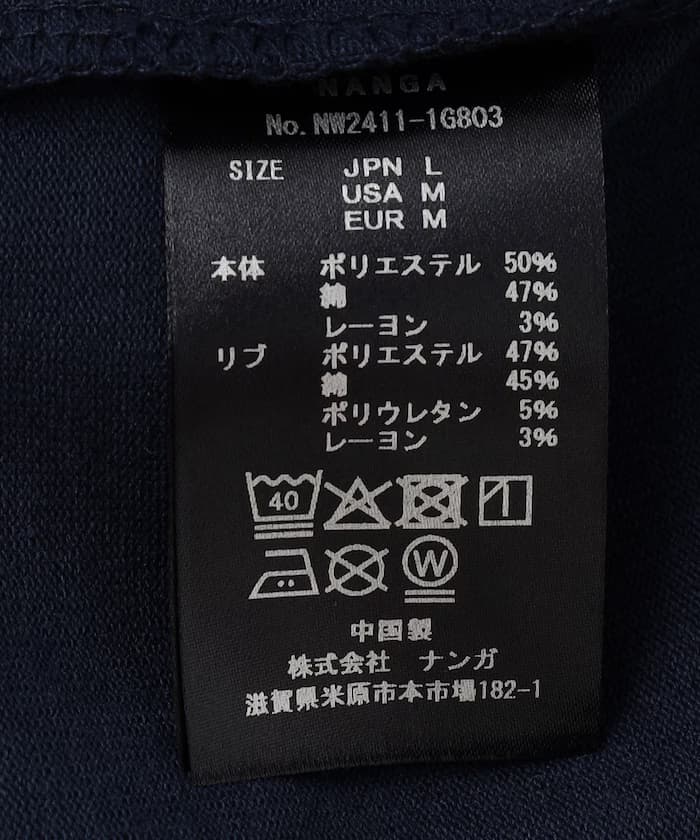 NANGA
No. NW2411-1G803
SIZE JPN L
USA M
EUR M
本体 ポリエステル 50%
綿 47%
レーヨン 3%
リブ ポリエステル 47%
綿 45%
ポリウレタン 5%
レーヨン 3%
40
W
中国製
株式会社 ナンガ
滋賀県米原市本市場182-1